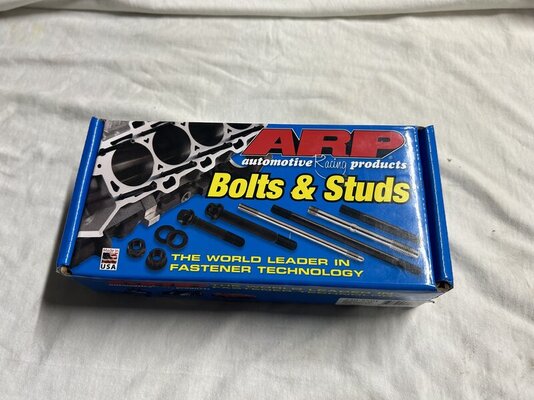 ARP
automotive Racing products
Bolts & Studs
MADE IN
USA
THE WORLD LEADER IN
FASTENER TECHNOLOGY